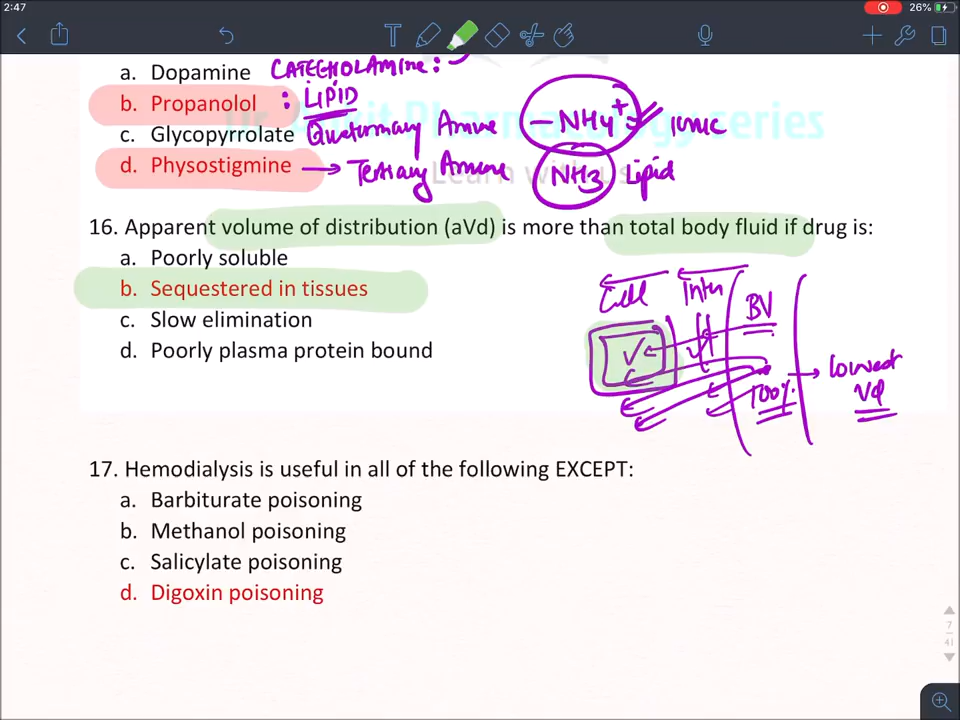 2:47
26%
T
a. Dopamine CATECHOLAMINE:
b. Propanolol : LIPID
c. Glycopyrrolate Quaternary Amine -NH4+ Ionic
d. Physostigmine → Tertiary Amine NH3 Lipid
16. Apparent volume of distribution (aVd) is more than total body fluid if drug is:
a. Poorly soluble
b. Sequestered in tissues
c. Slow elimination
d. Poorly plasma protein bound
Cell Inter BV
100% → lowest Vd
17. Hemodialysis is useful in all of the following EXCEPT:
a. Barbiturate poisoning
b. Methanol poisoning
c. Salicylate poisoning
d. Digoxin poisoning
7
41